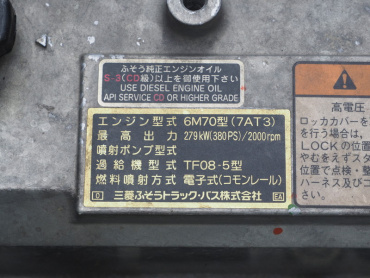 ふそう純正エンジンオイル
S-3(CD級)以上を御使用下さい
USE DIESEL ENGINE OIL
API SERVICE CD OR HIGHER GRADE
エンジン型式 6M70型(7AT3)
最高出力 279kW(380PS)/2000rpm
噴射ポンプ型式
過給機型式 TF08-5型
燃料噴射方式 電子式(コモンレール)
B 三菱ふそうトラック・バス株式会社 EA
高電圧
ロッカカバーを
を行う場合は、
LOCKの位置
やむを得ずスタ
位置で点検・整
ハーネス及びコ